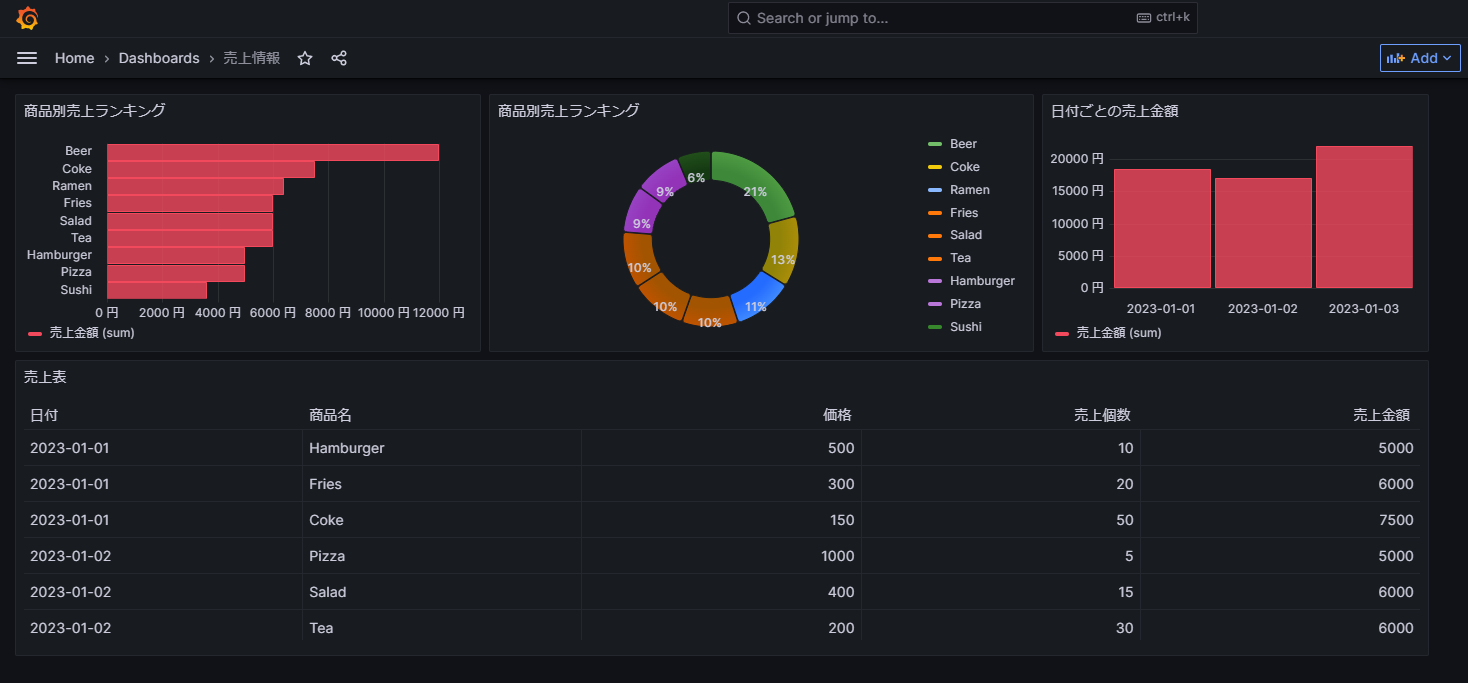 Search or jump to... ctrl+k
Home › Dashboards › 売上情報
Add
商品別売上ランキング
Beer
Coke
Ramen
Fries
Salad
Tea
Hamburger
Pizza
Sushi
0 円 2000 円 4000 円 6000 円 8000 円 10000 円 12000 円
売上金額 (sum)
商品別売上ランキング
21%
13%
11%
10%
10%
10%
9%
9%
6%
Beer
Coke
Ramen
Fries
Salad
Tea
Hamburger
Pizza
Sushi
日付ごとの売上金額
20000 円
15000 円
10000 円
5000 円
0 円
2023-01-01 2023-01-02 2023-01-03
売上金額 (sum)
売上表
日付 商品名 価格 売上個数 売上金額
2023-01-01 Hamburger 500 10 5000
2023-01-01 Fries 300 20 6000
2023-01-01 Coke 150 50 7500
2023-01-02 Pizza 1000 5 5000
2023-01-02 Salad 400 15 6000
2023-01-02 Tea 200 30 6000